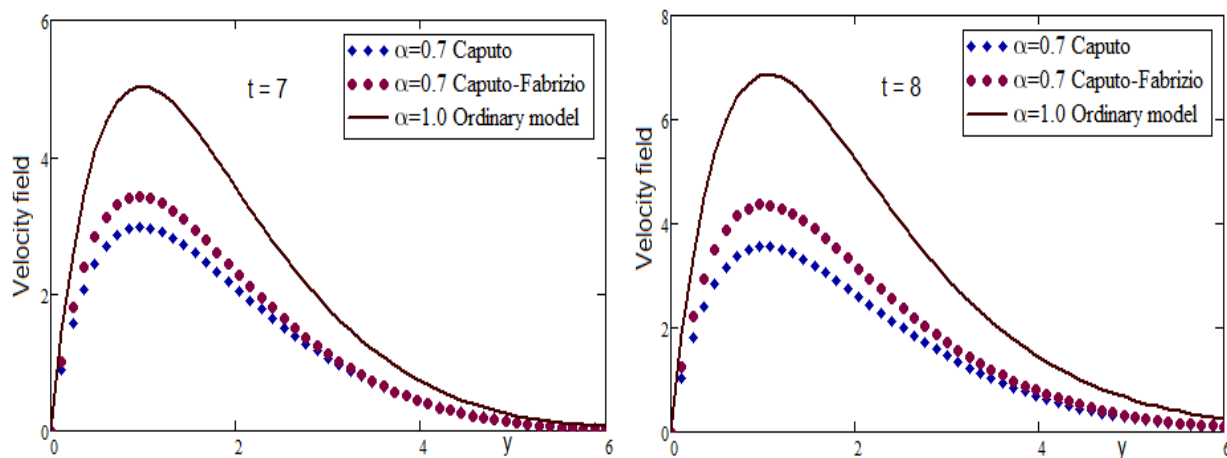 6
α=0.7 Caputo
α=0.7 Caputo-Fabrizio
α=1.0 Ordinary model
t = 7
4
2
0
Velocity field
0
2
4
y
6
8
α=0.7 Caputo
α=0.7 Caputo-Fabrizio
α=1.0 Ordinary model
t = 8
6
4
2
0
Velocity field
0
2
4
y
6